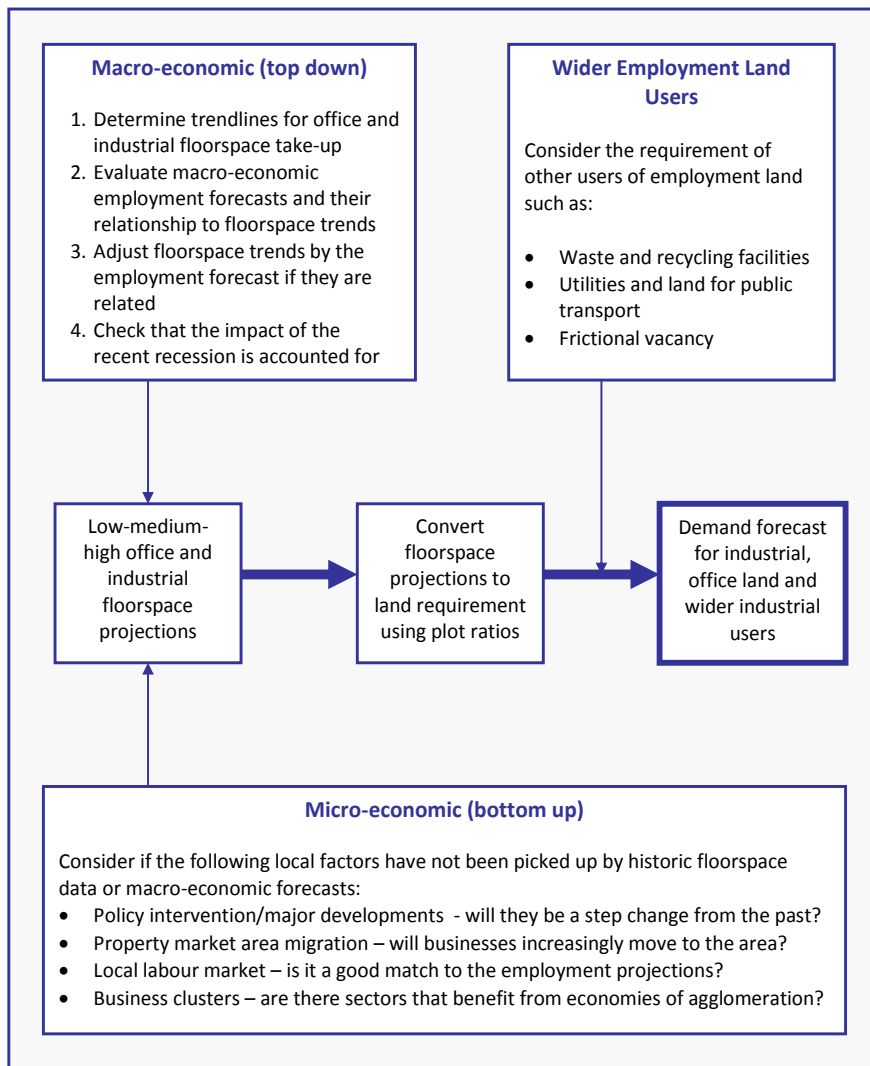 Macro-economic (top down)
1. Determine trendlines for office and
industrial floorspace take-up
2. Evaluate macro-economic
employment forecasts and their
relationship to floorspace trends
3. Adjust floorspace trends by the
employment forecast if they are
related
4. Check that the impact of the
recent recession is accounted for
Wider Employment Land
Users
Consider the requirement of
other users of employment land
such as:
• Waste and recycling facilities
• Utilities and land for public
transport
• Frictional vacancy
Low-medium-
high office and
industrial
floorspace
projections
Convert
floorspace
projections to
land requirement
using plot ratios
Demand forecast
for industrial,
office land and
wider industrial
users
Micro-economic (bottom up)
Consider if the following local factors have not been picked up by historic floorspace
data or macro-economic forecasts:
• Policy intervention/major developments - will they be a step change from the past?
• Property market area migration – will businesses increasingly move to the area?
• Local labour market – is it a good match to the employment projections?
• Business clusters – are there sectors that benefit from economies of agglomeration?